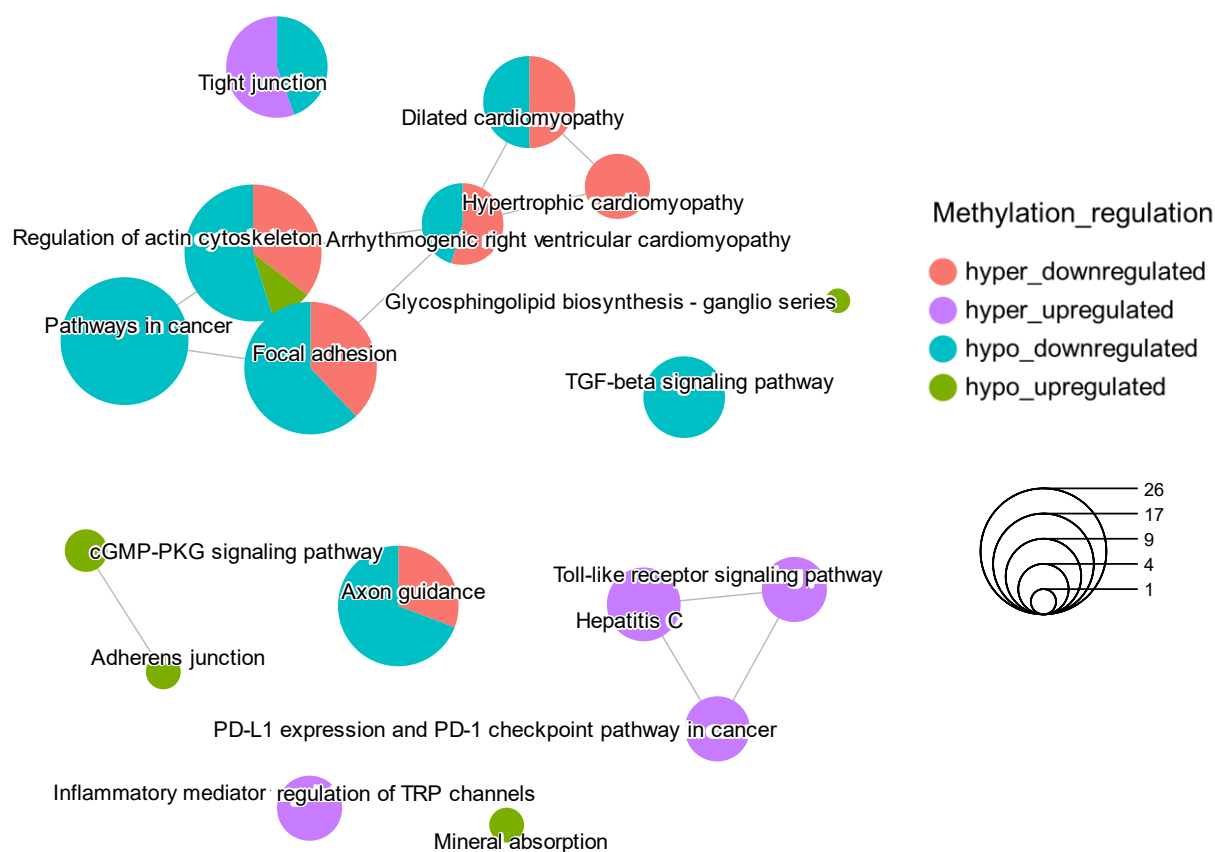 Tight junction
Dilated cardiomyopathy
Hypertrophic cardiomyopathy
Regulation of actin cytoskeleton
Arrhythmogenic right ventricular cardiomyopathy
Glycosphingolipid biosynthesis - ganglio series
Pathways in cancer
Focal adhesion
TGF-beta signaling pathway
cGMP-PKG signaling pathway
Axon guidance
Toll-like receptor signaling pathway
Hepatitis C
Adherens junction
PD-L1 expression and PD-1 checkpoint pathway in cancer
Inflammatory mediator regulation of TRP channels
Mineral absorption
Methylation_regulation
hyper_downregulated
hyper_upregulated
hypo_downregulated
hypo_upregulated
26
17
9
4
1